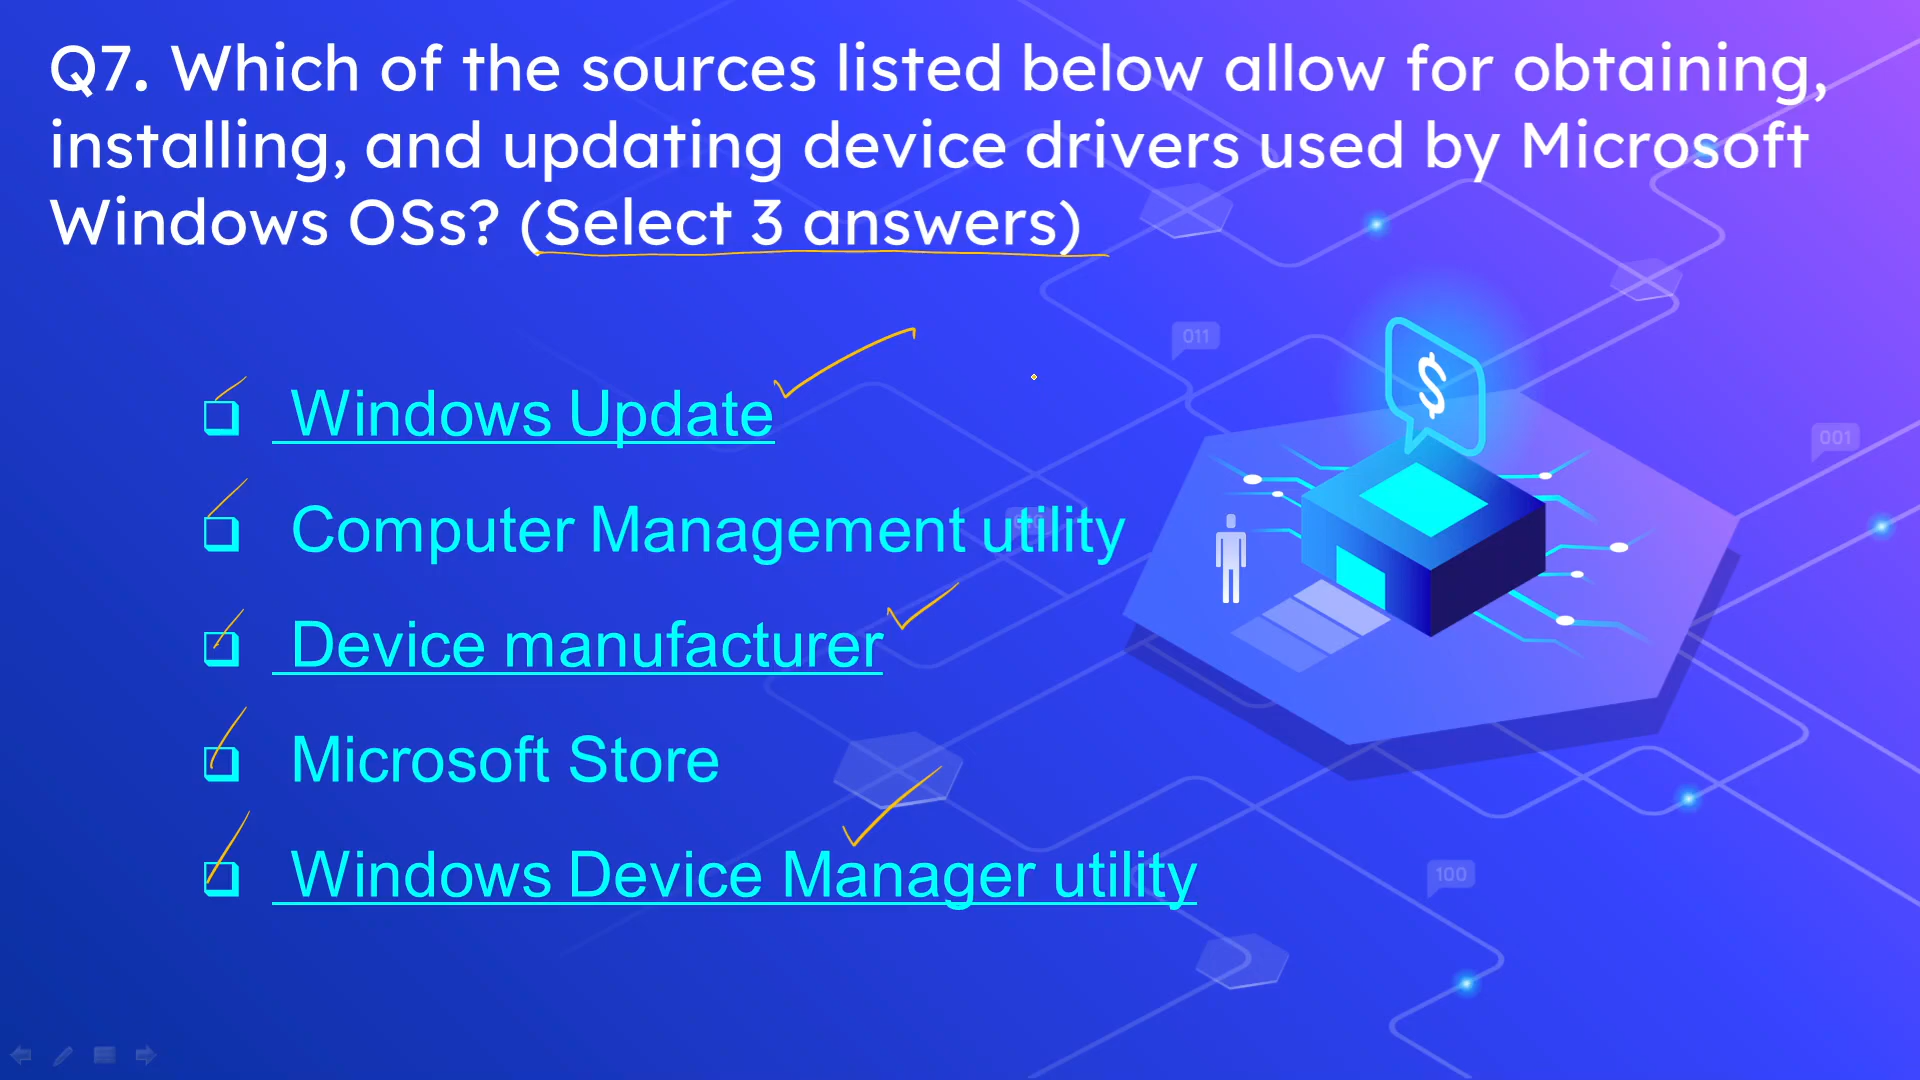 Q7. Which of the sources listed below allow for obtaining,
installing, and updating device drivers used by Microsoft
Windows OSs? (Select 3 answers)
011
$
Windows Update
001
Computer Management utility
Device manufacturer
Microsoft Store
Windows Device Manager utility
100